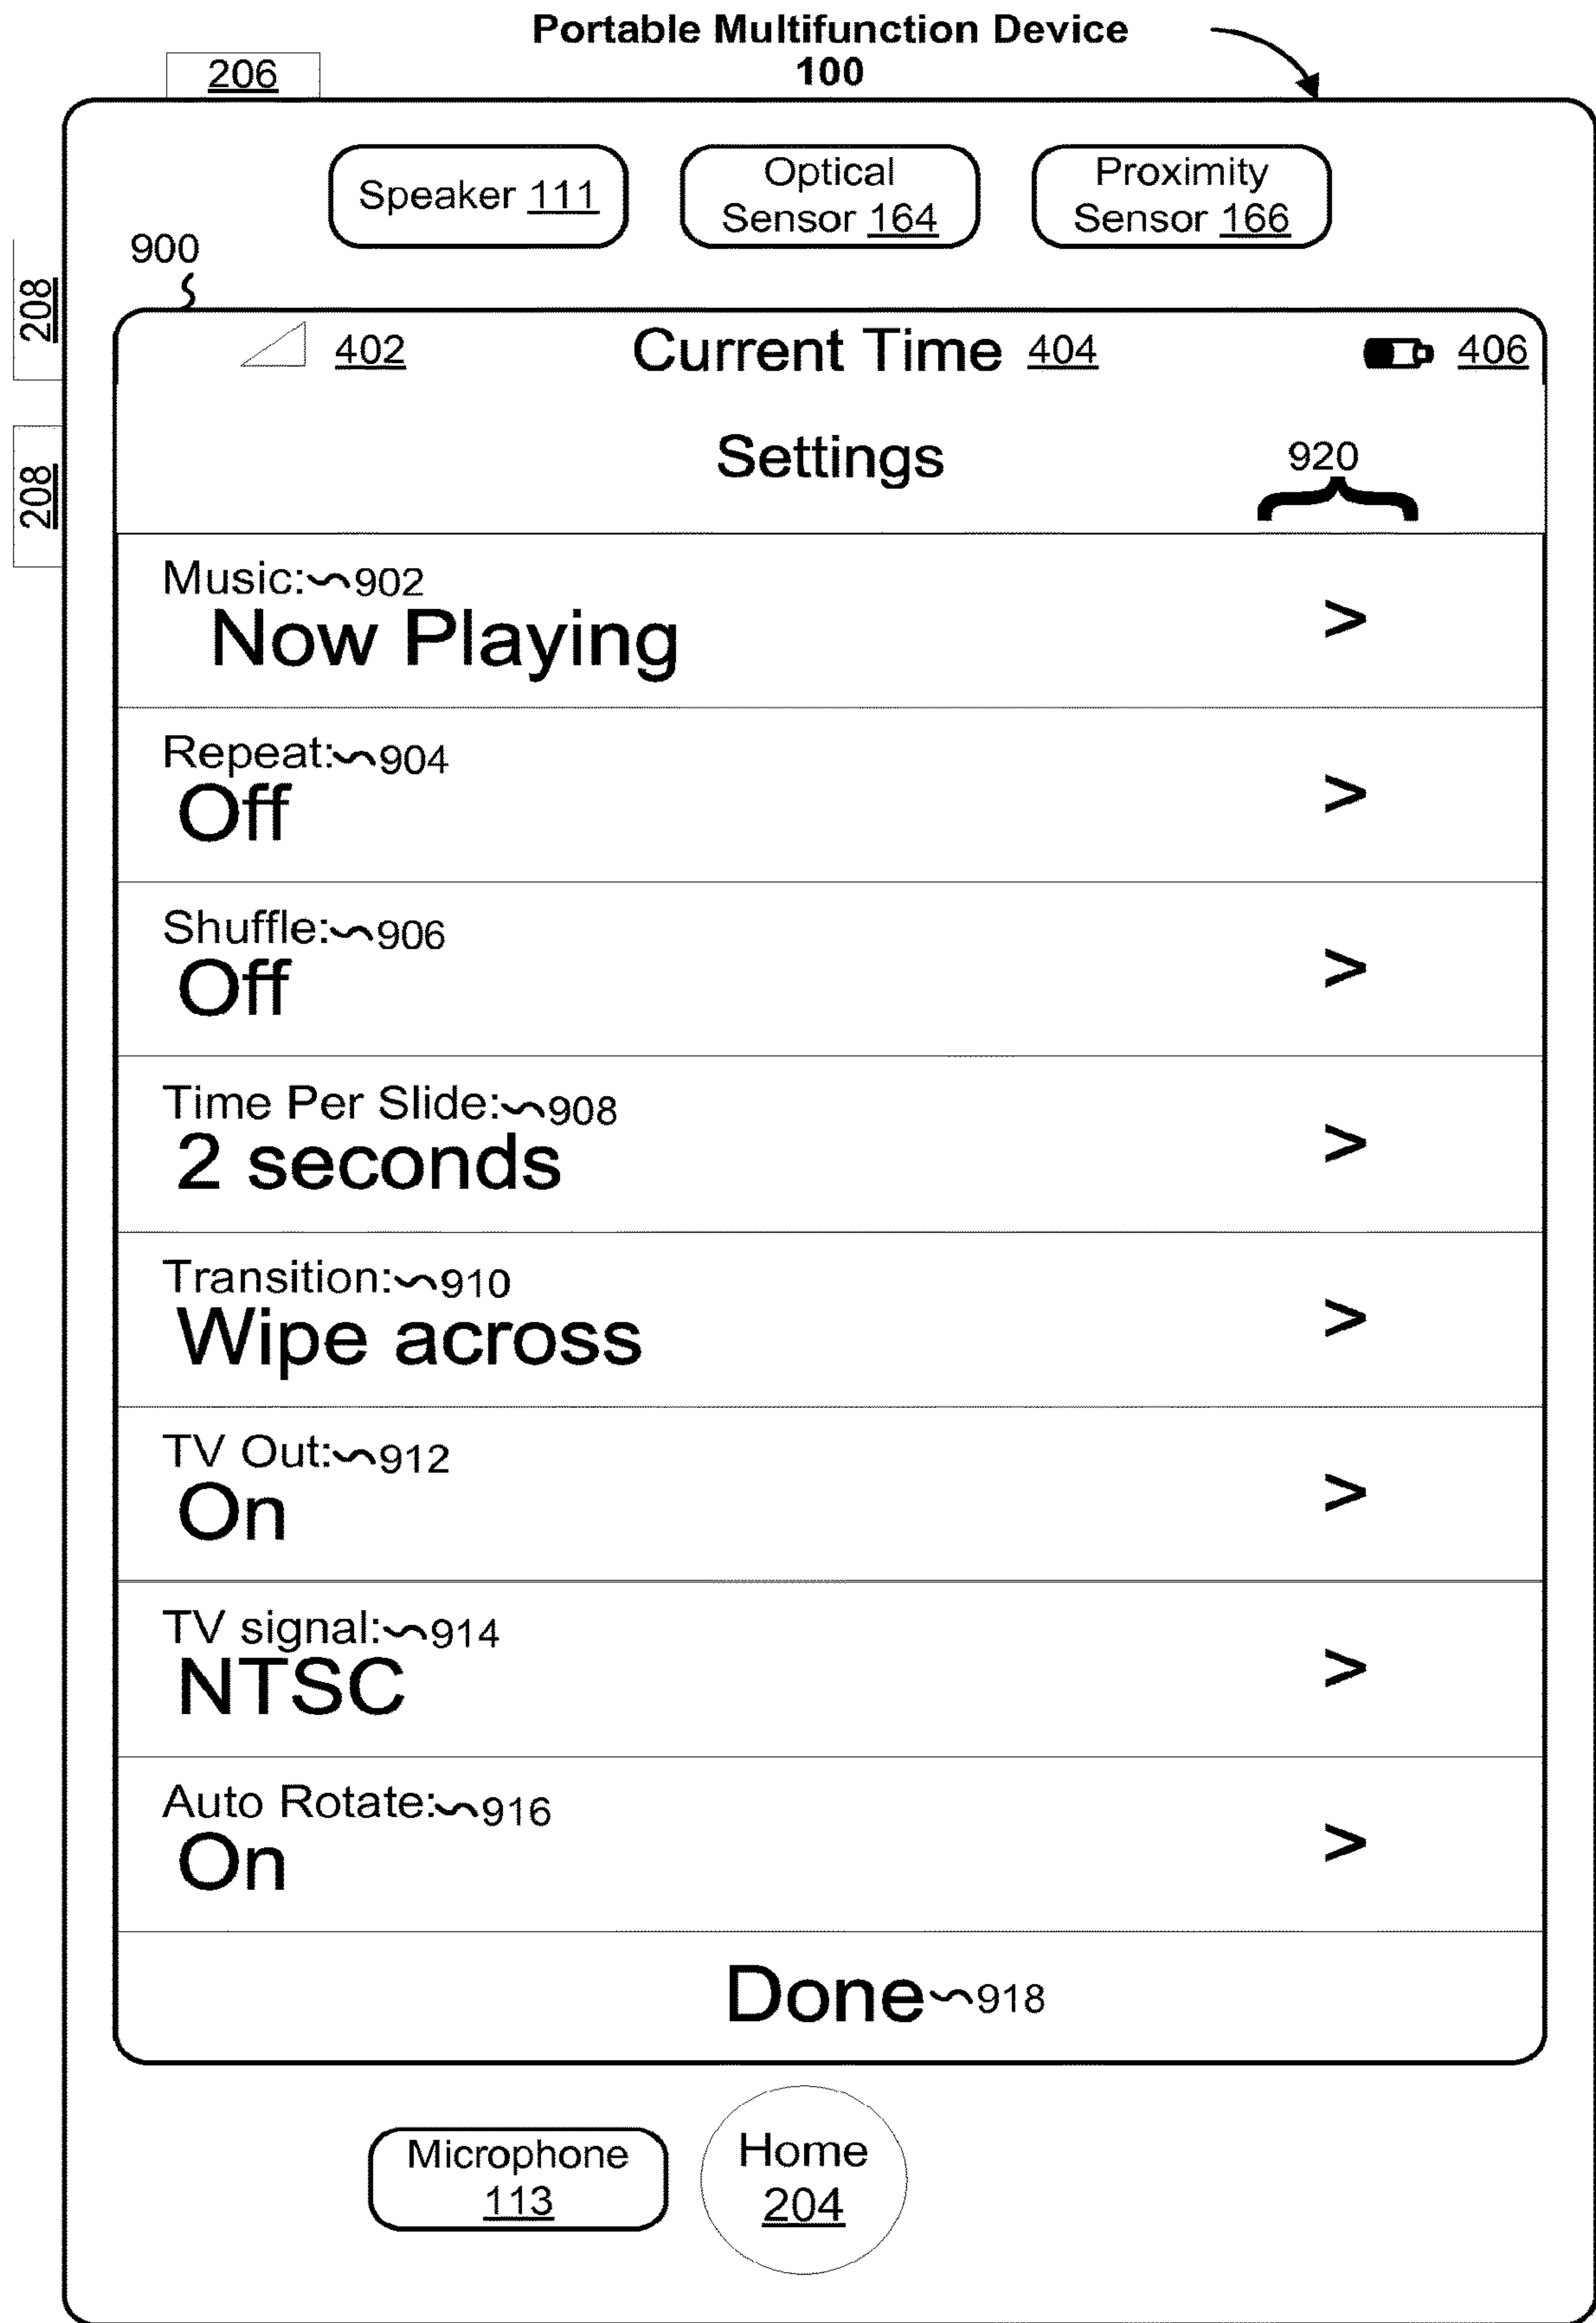 Portable Multifunction Device
100
206
Speaker 111
Optical
Sensor 164
Proximity
Sensor 166
900
208
208
402
Current Time 404
406
Settings
920
Music: 902
Now Playing
>
Repeat: 904
Off
>
Shuffle: 906
Off
>
Time Per Slide: 908
2 seconds
>
Transition: 910
Wipe across
>
TV Out: 912
On
>
TV signal: 914
NTSC
>
Auto Rotate: 916
On
>
Done 918
Microphone
113
Home
204